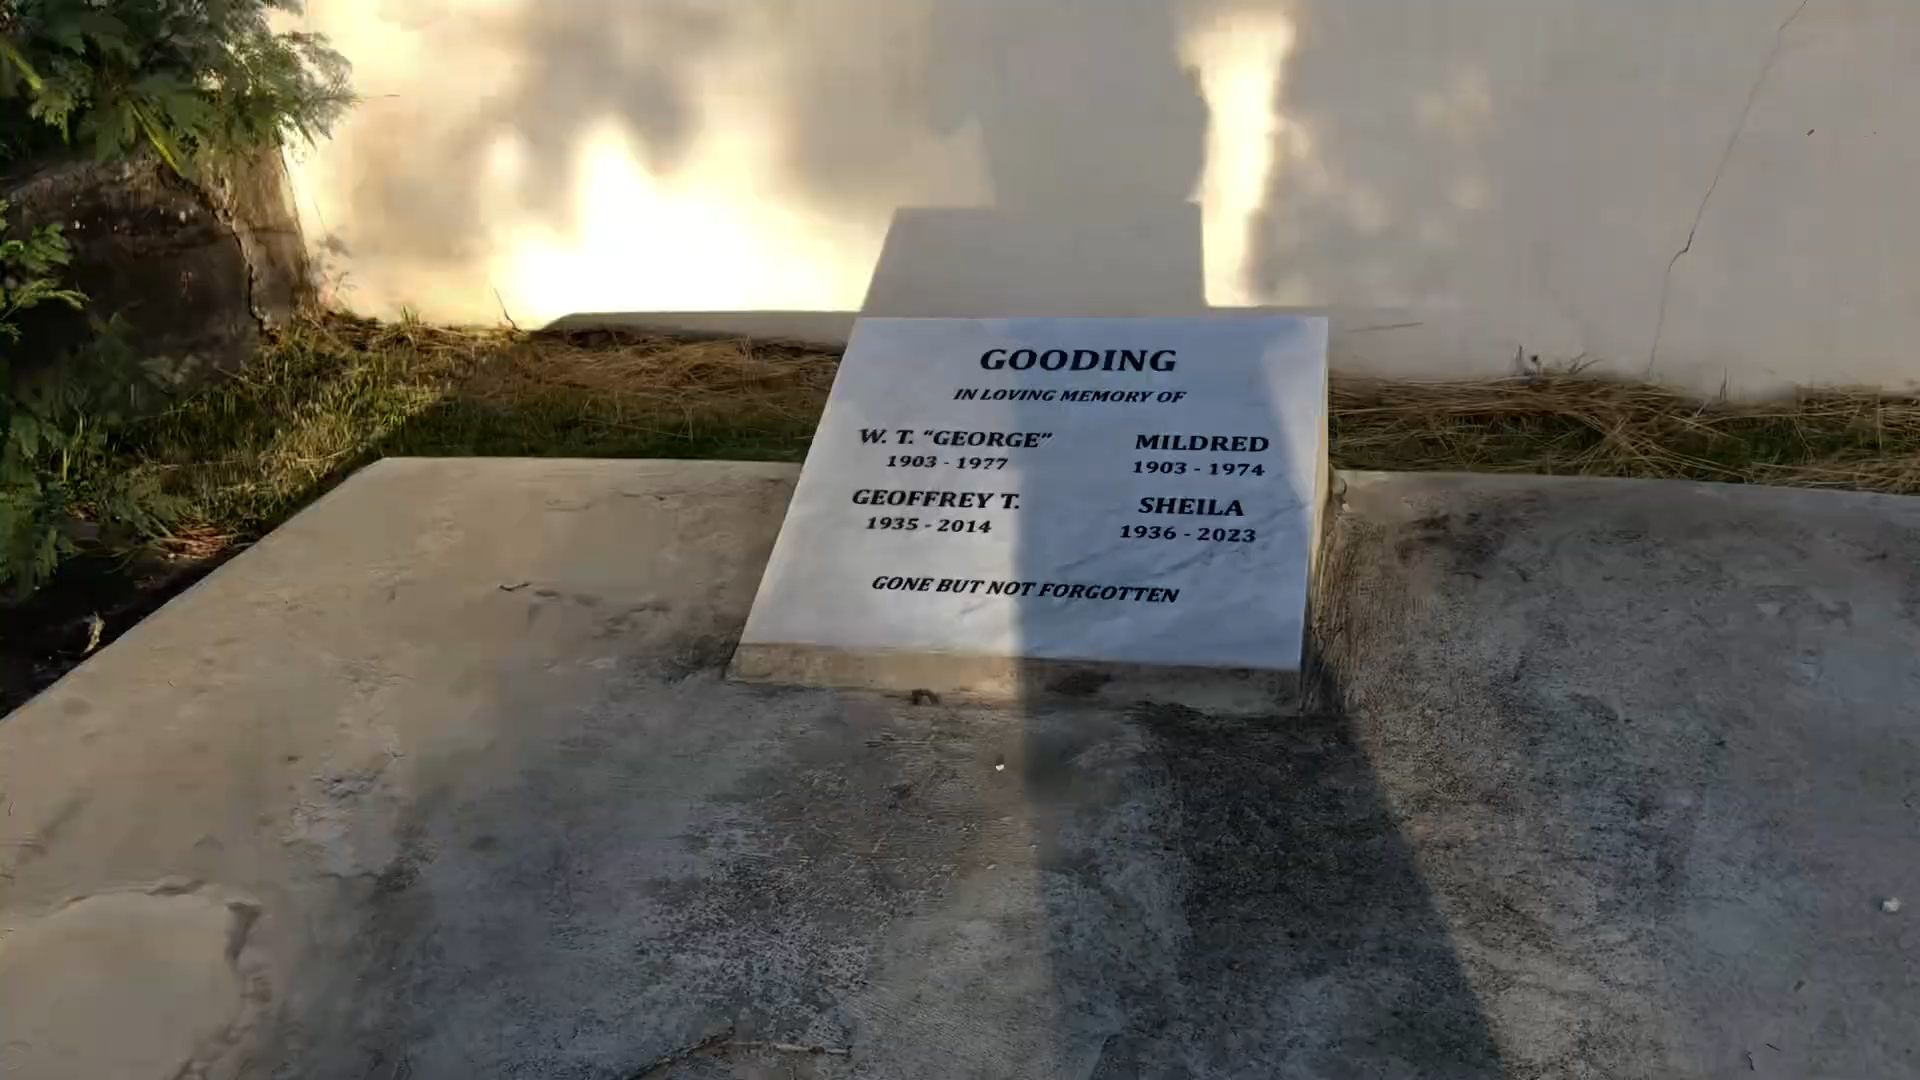 GOODING
IN LOVING MEMORY OF
W. T. “GEORGE” MILDRED
1903 - 1977 1903 - 1974
GEOFFREY T. SHEILA
1935 - 2014 1936 - 2023
GONE BUT NOT FORGOTTEN